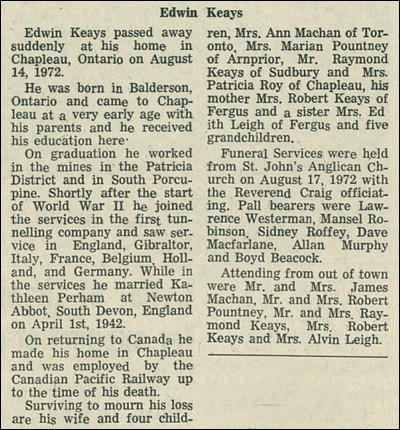 Edwin Keays
Edwin Keays passed away
suddenly at his home in
Chapleau, Ontario on August
14, 1972.
He was born in Balderson,
Ontario and came to Chap-
leau at a very early age with
his parents and he received
his education here·
On graduation he worked
in the mines in the Patricia
District and in South Porcu-
pine. Shortly after the start
of World War II he joined
the services in the first tun-
nelling company and saw ser-
vice in England, Gibraltor,
Italy, France, Belgium, Holl-
and, and Germany. While in
the services he married Ka-
thleen Perham at Newton
Abbot, South Devon, England
on April 1st, 1942.
On returning to Canada he
made his home in Chapleau
and was employed by the
Canadian Pacific Railway up
to the time of his death.
Surviving to mourn his loss
are his wife and four child-
ren, Mrs. Ann Machan of Tor-
onto, Mrs. Marian Pountney
of Arnprior, Mr. Raymond
Keays of Sudbury and Mrs.
Patricia Roy of Chapleau, his
mother Mrs. Robert Keays of
Fergus and a sister Mrs. Ed
ith Leigh of Fergus and five
grandchildren.
Funeral Services were held
from St. John's Anglican Ch-
urch on August 17, 1972 with
the Reverend Craig officiat-
ing. Pall bearers were Law-
rence Westerman, Mansel Ro-
binson, Sidney Roffey, Dave
Macfarlane, Allan Murphy
and Boyd Beacock.
Attending from out of town
were Mr. and Mrs. James
Machan, Mr. and Mrs. Robert
Pountney, Mr. and Mrs. Ray-
mond Keays, Mrs. Robert
Keays and Mrs. Alvin Leigh.